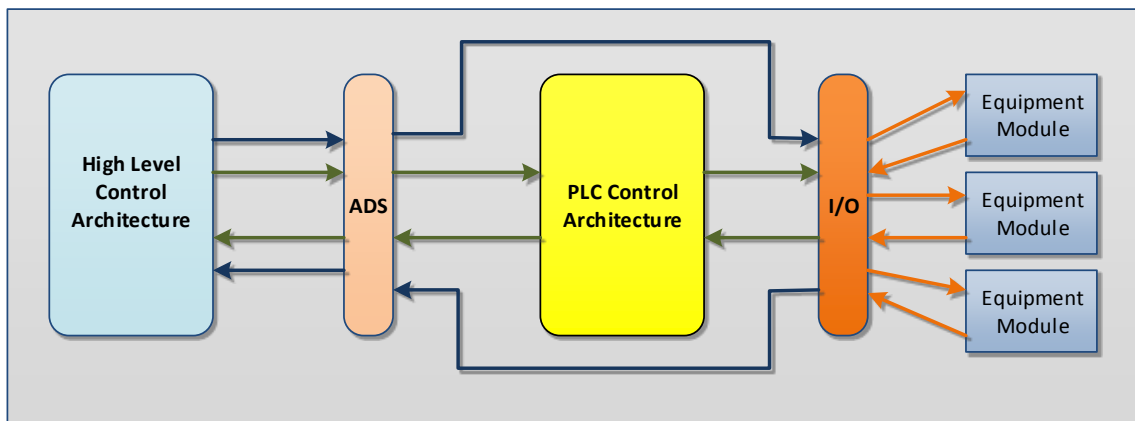 High Level
Control
Architecture
ADS
PLC Control
Architecture
I/O
Equipment
Module
Equipment
Module
Equipment
Module